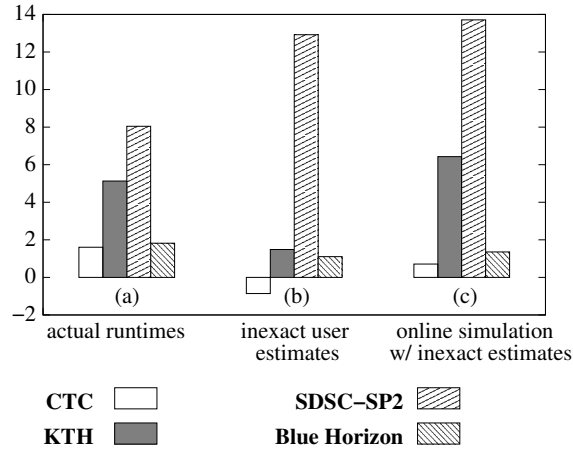 14
12
10
8
6
4
2
0
−2
(a) (b) (c)
actual runtimes inexact user online simulation
estimates w/ inexact estimates
CTC SDSC−SP2
KTH Blue Horizon